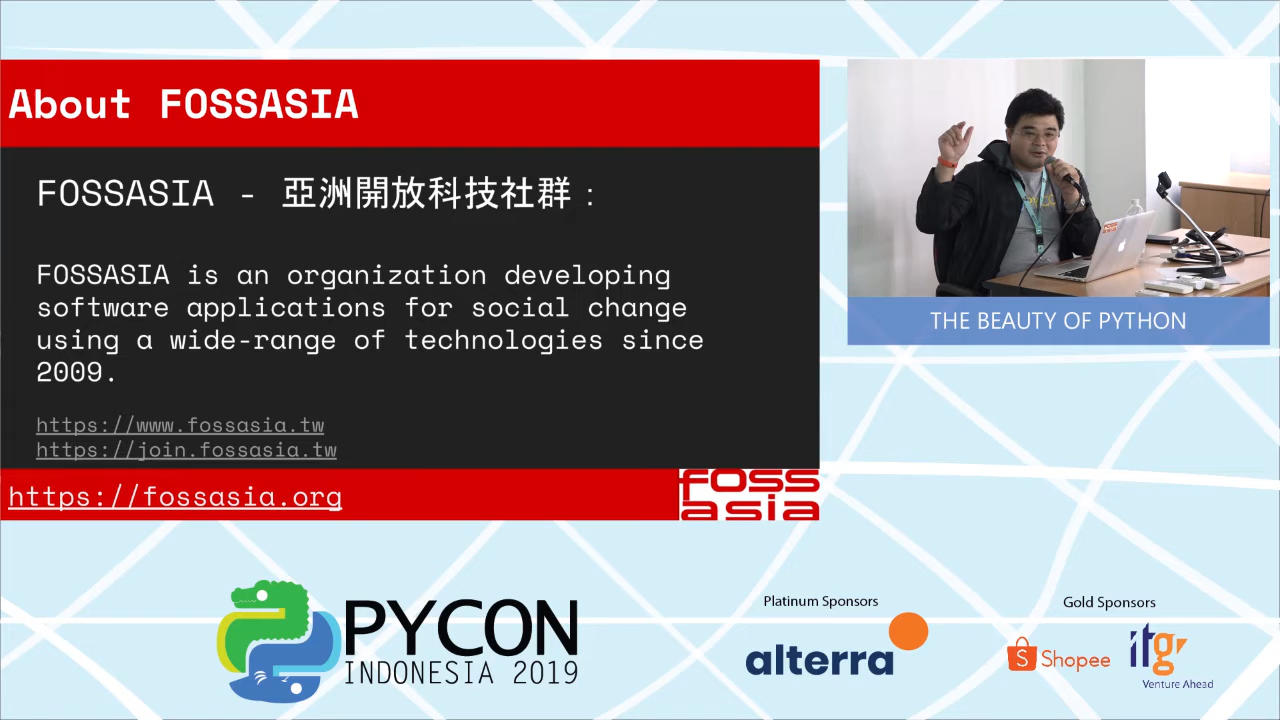 About FOSSASIA
FOSSASIA - 亞洲開放科技社群：
FOSSASIA is an organization developing
software applications for social change
using a wide-range of technologies since
2009.
https://www.fossasia.tw
https://join.fossasia.tw
https://fossasia.org
foss
asia
THE BEAUTY OF PYTHON
PYCON
INDONESIA 2019
Platinum Sponsors
alterra
Gold Sponsors
Shopee
itg
Venture Ahead